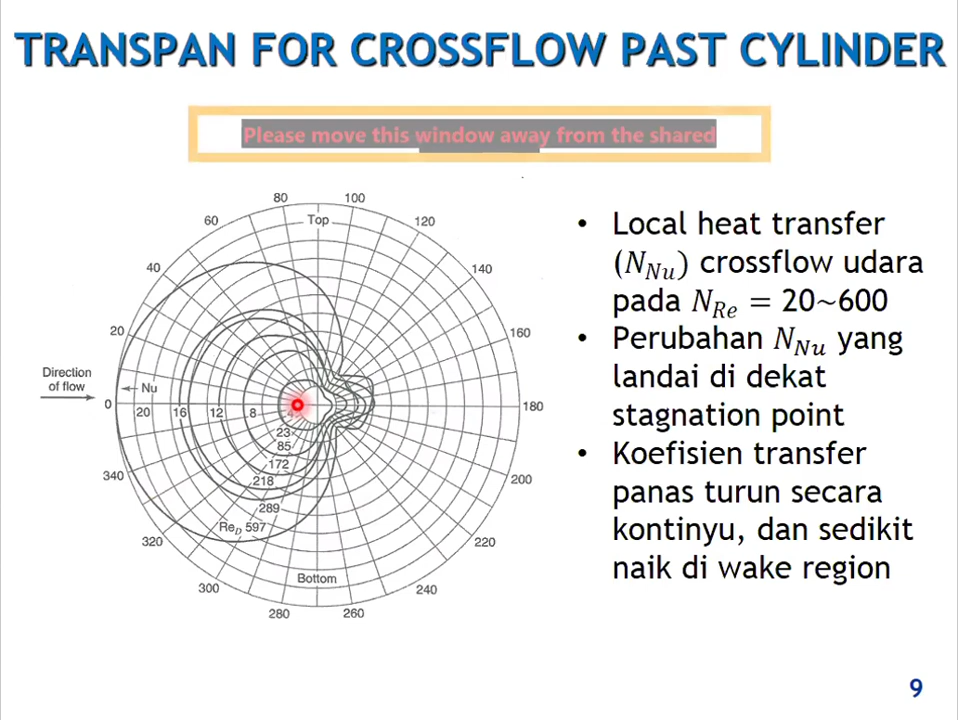 TRANSPAN FOR CROSSFLOW PAST CYLINDER
Please move this window away from the shared
80
100
60
Top
120
40
140
20
160
Direction
of flow
Nu
0
20
16
12
8
4
180
23
85
172
340
218
200
289
Re_D 597
320
220
Bottom
300
240
280
260
• Local heat transfer
(N_Nu) crossflow udara
pada N_Re = 20~600
• Perubahan N_Nu yang
landai di dekat
stagnation point
• Koefisien transfer
panas turun secara
kontinyu, dan sedikit
naik di wake region
9